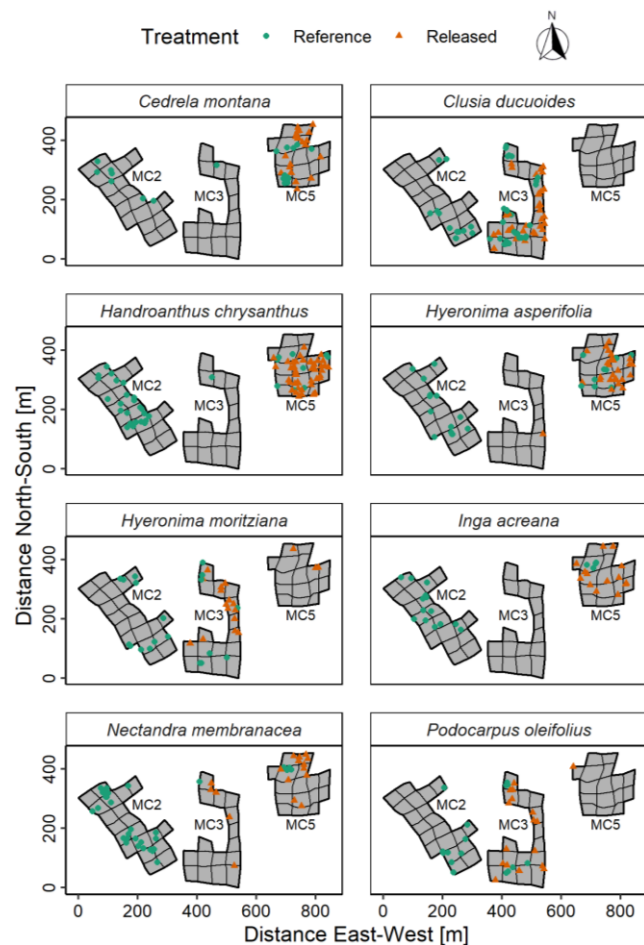 N
Treatment Reference Released
Cedrela montana Clusia ducuoides
400
200
0
MC2 MC3 MC5
MC2 MC3 MC5
Handroanthus chrysanthus Hyeronima asperifolia
400
200
0
MC2 MC3 MC5
MC2 MC3 MC5
Distance North-South [m]
Hyeronima moritziana Inga acreana
400
200
0
MC2 MC3 MC5
MC2 MC3 MC5
Nectandra membranacea Podocarpus oleifolius
400
200
0
MC2 MC3 MC5
MC2 MC3 MC5
0 200 400 600 800 0 200 400 600 800
Distance East-West [m]